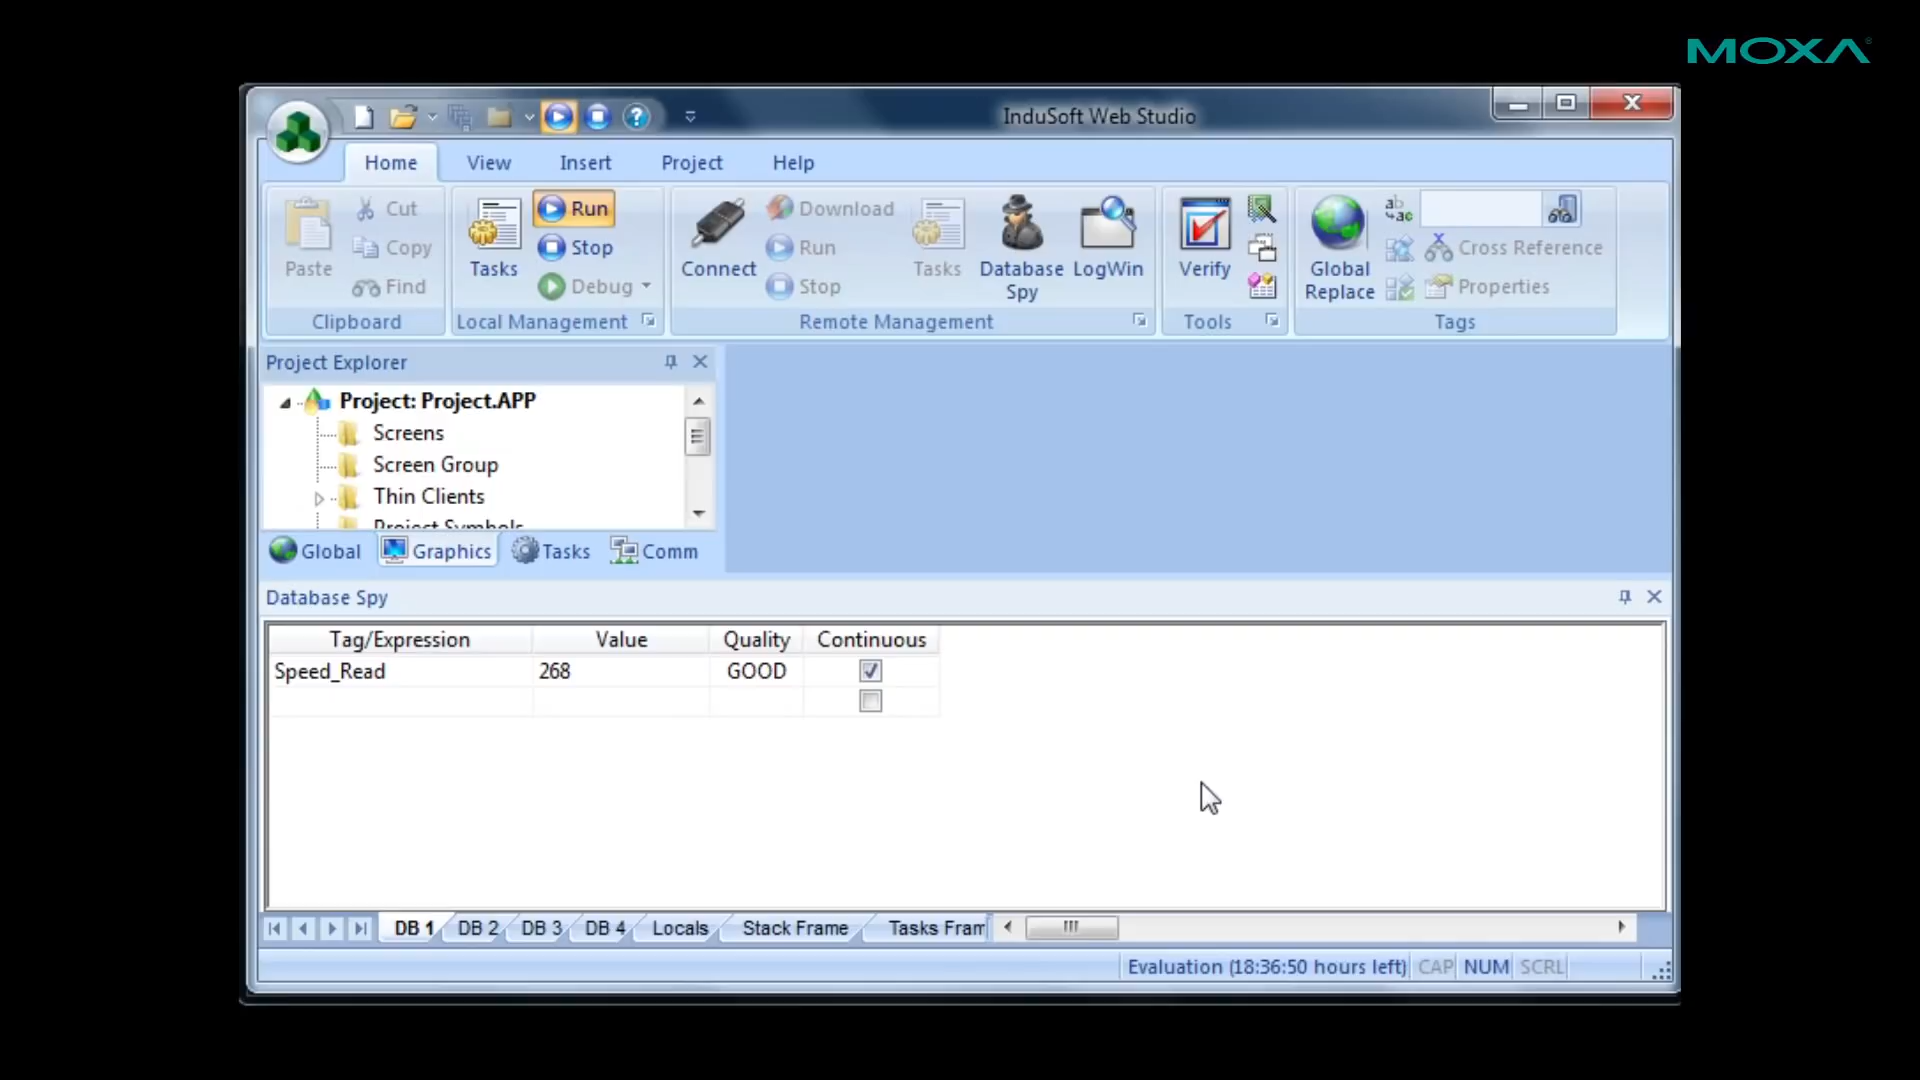 MOXA
InduSoft Web Studio
Home View Insert Project Help
Paste Cut Copy Find
Clipboard
Tasks Run Stop Debug
Local Management
Connect Download Run Stop Tasks Database Spy LogWin
Remote Management
Verify
Tools
Global Replace Cross Reference Properties
Tags
Project Explorer
Project: Project.APP
Screens
Screen Group
Thin Clients
Project Symbols
Global Graphics Tasks Comm
Database Spy
Tag/Expression Value Quality Continuous
Speed_Read 268 GOOD
DB 1 DB 2 DB 3 DB 4 Locals Stack Frame Tasks Fram
Evaluation (18:36:50 hours left) CAP NUM SCRL